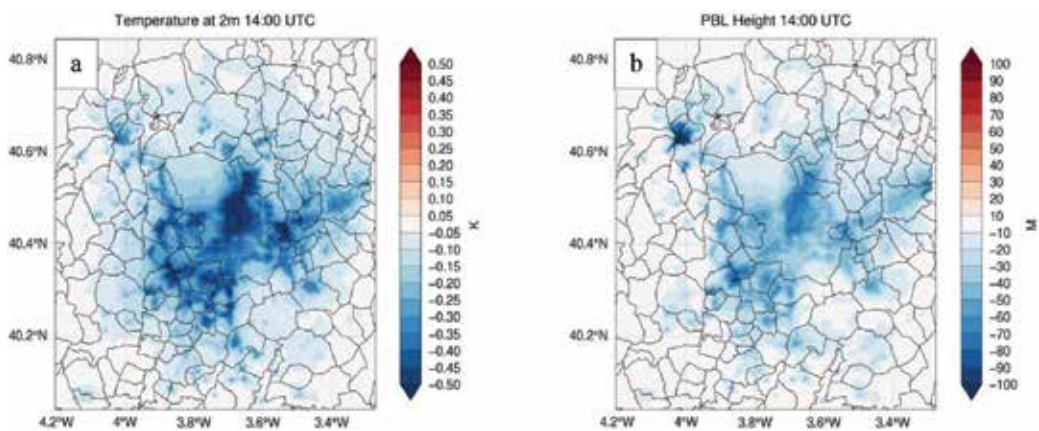 Temperature at 2m 14:00 UTC
a
40.8°N
40.6°N
40.4°N
40.2°N
4.2°W 4°W 3.8°W 3.6°W 3.4°W
0.50
0.45
0.40
0.35
0.30
0.25
0.20
0.15
0.10
-0.05
-0.10
-0.15
-0.20
-0.25
-0.30
-0.35
-0.40
-0.45
-0.50
K
PBL Height 14:00 UTC
b
40.8°N
40.6°N
40.4°N
40.2°N
4.2°W 4°W 3.8°W 3.6°W 3.4°W
100
90
80
70
60
50
40
30
20
10
-10
-20
-30
-40
-50
-60
-70
-80
-90
-100
M